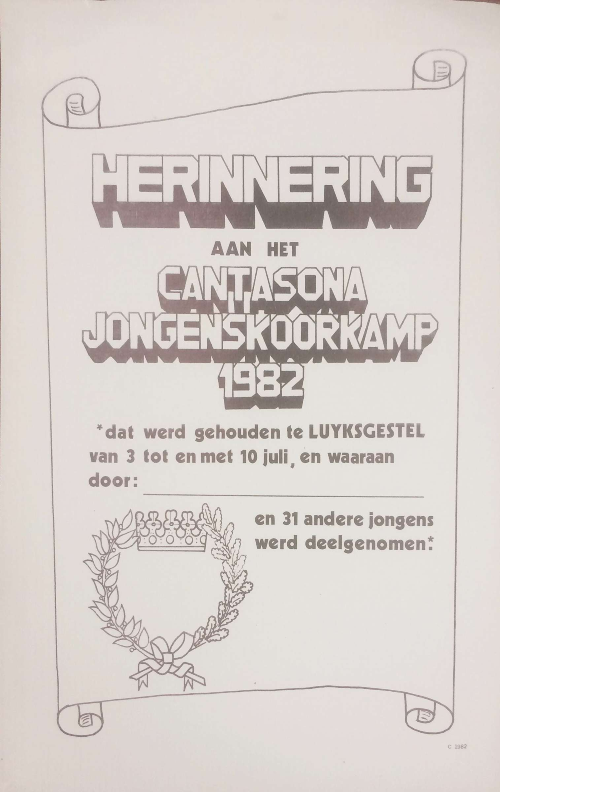 HERINNERING
AAN HET
CANTASONA
JONGENSKOORKAMP
1982
*dat werd gehouden te LUYKSGESTEL
van 3 tot en met 10 juli, en waaraan
door:
en 31 andere jongens
werd deelgenomen.*
C 1982